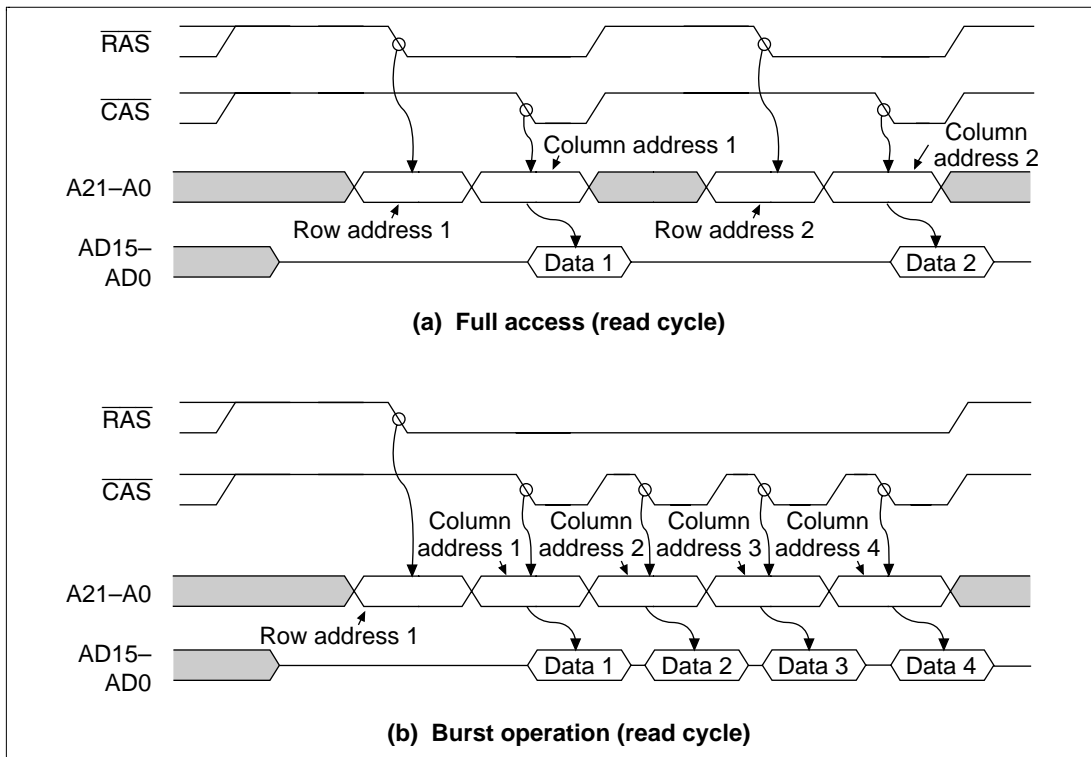 RAS
CAS
Column address 1
Column
address 2
A21–A0
Row address 1
Row address 2
AD15–
AD0
Data 1
Data 2
(a) Full access (read cycle)
RAS
CAS
Column
address 1
Column
address 2
Column
address 3
Column
address 4
A21–A0
Row address 1
AD15–
AD0
Data 1
Data 2
Data 3
Data 4
(b) Burst operation (read cycle)